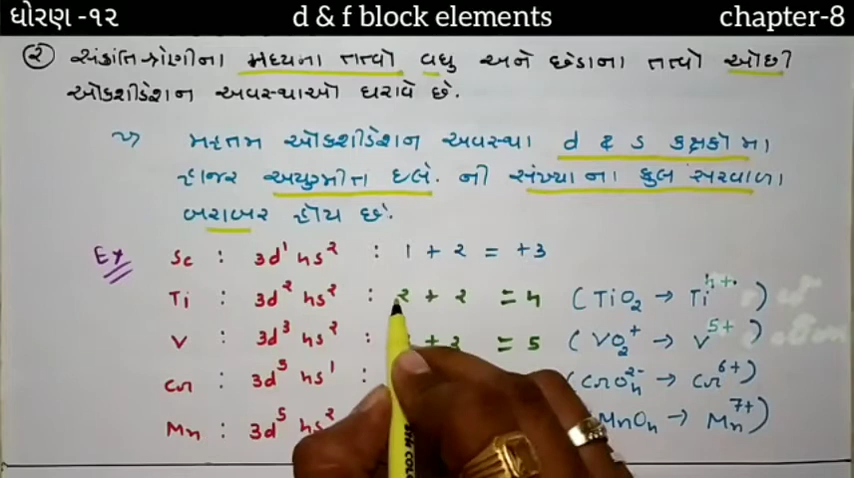 ધોરણ -૧૨ d & f block elements chapter-8
(૨) સંક્રાંતિ શ્રેણીના મધ્યના તત્વો વધુ અને છેડાના તત્વો ઓછી
ઓક્સીડેશન અવસ્થાઓ ધરાવે છે.
મહત્તમ ઓક્સીડેશન અવસ્થા d & s કક્ષકોમાં
હાજર અયુગ્મીત ઇલે. ની સંખ્યાના કુલ સરવાળા
બરાબર હોય છે.
Ex Sc : 3d¹ 4s² : 1 + 2 = +3
Ti : 3d² 4s² : 2 + 2 = 4 (TiO₂ → Ti⁴⁺)
V : 3d³ 4s² : + 2 = 5 (VO₂⁺ → V⁵⁺)
Cr : 3d⁵ 4s¹ : (CrO₄²⁻ → Cr⁶⁺)
Mn : 3d⁵ 4s² MnO₄ → Mn⁷⁺)